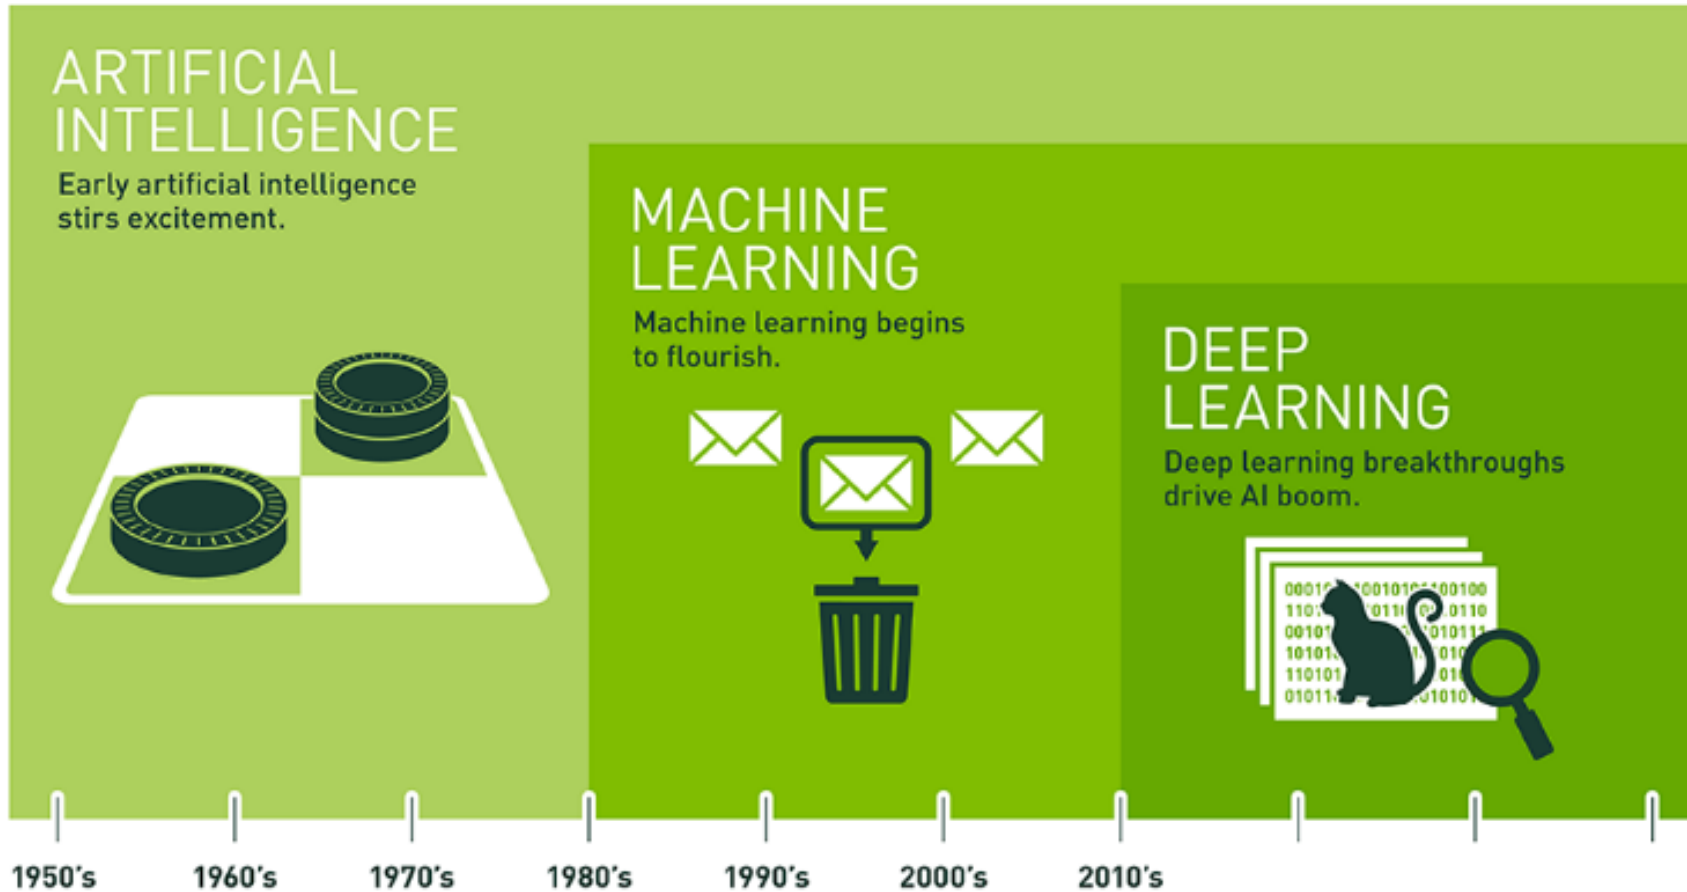 ARTIFICIAL
INTELLIGENCE
Early artificial intelligence
stirs excitement.
MACHINE
LEARNING
Machine learning begins
to flourish.
DEEP
LEARNING
Deep learning breakthroughs
drive AI boom.
1950's 1960's 1970's 1980's 1990's 2000's 2010's